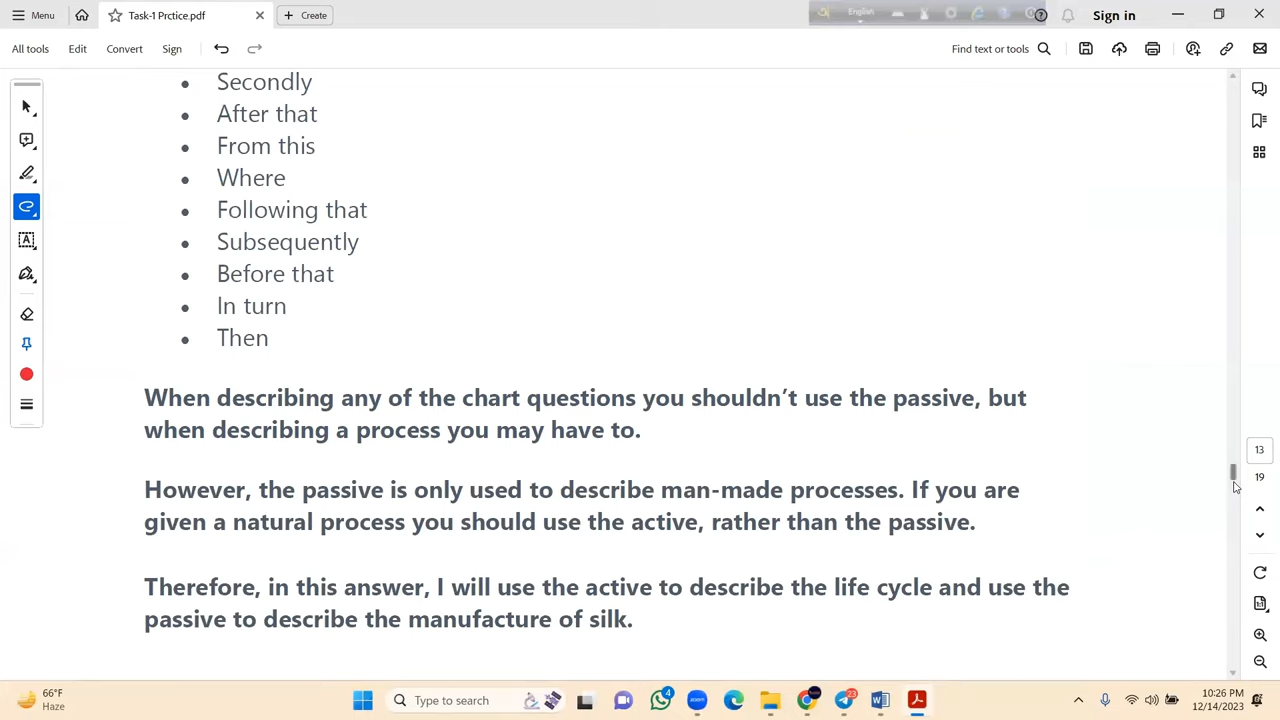 Menu
Task-1 Prctice.pdf
Create
English
Sign in
All tools
Edit
Convert
Sign
Find text or tools
• Secondly
• After that
• From this
• Where
• Following that
• Subsequently
• Before that
• In turn
• Then
When describing any of the chart questions you shouldn’t use the passive, but
when describing a process you may have to.
However, the passive is only used to describe man-made processes. If you are
given a natural process you should use the active, rather than the passive.
Therefore, in this answer, I will use the active to describe the life cycle and use the
passive to describe the manufacture of silk.
13
19
66°F
Haze
Type to search
4
23
10:26 PM
12/14/2023